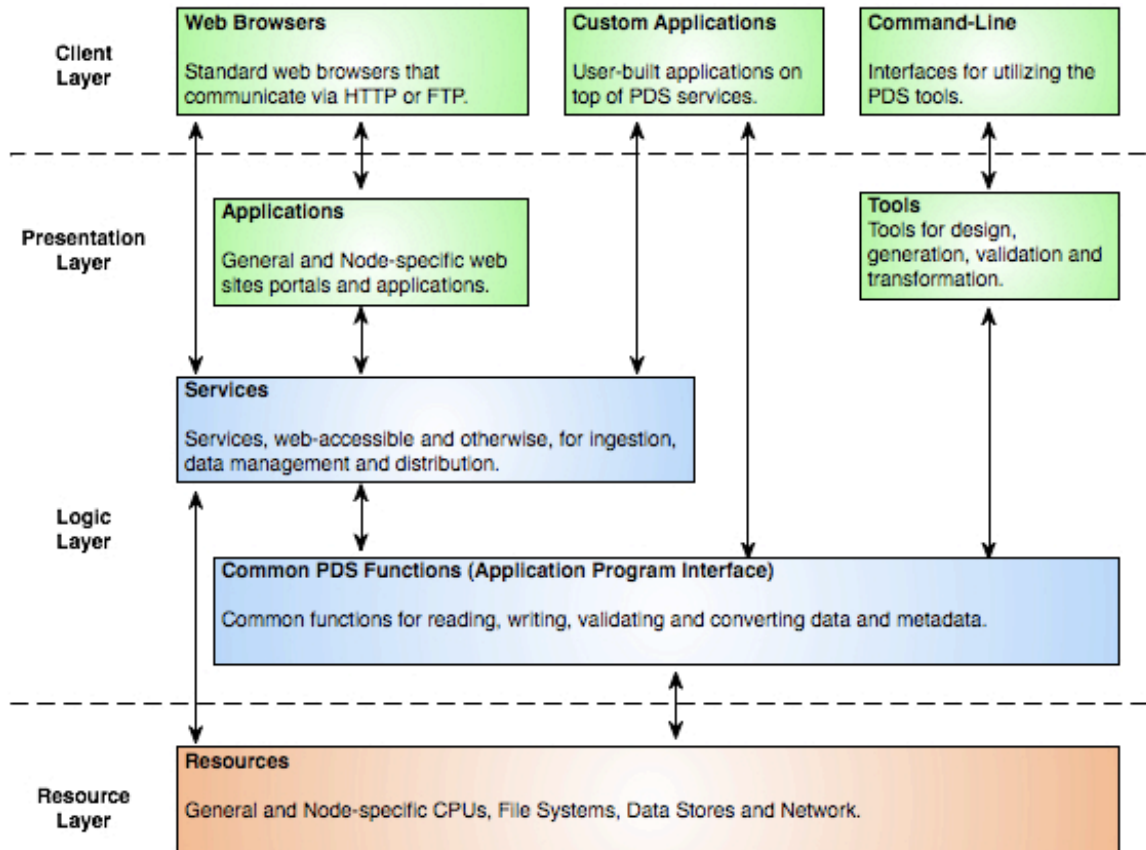 Client
Layer
Web Browsers
Standard web browsers that
communicate via HTTP or FTP.
Custom Applications
User-built applications on
top of PDS services.
Command-Line
Interfaces for utilizing the
PDS tools.
Presentation
Layer
Applications
General and Node-specific web
sites portals and applications.
Tools
Tools for design,
generation, validation and
transformation.
Logic
Layer
Services
Services, web-accessible and otherwise, for ingestion,
data management and distribution.
Common PDS Functions (Application Program Interface)
Common functions for reading, writing, validating and converting data and metadata.
Resource
Layer
Resources
General and Node-specific CPUs, File Systems, Data Stores and Network.